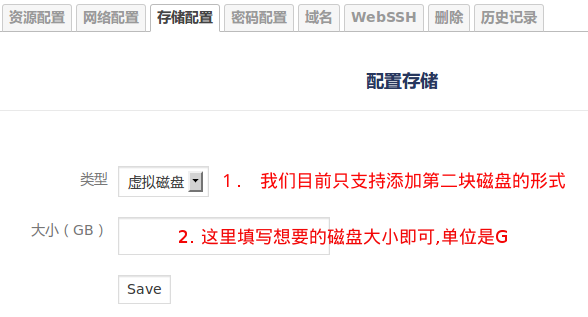 资源配置 网络配置 存储配置 密码配置 域名 WebSSH 删除 历史记录
配置存储
类型 虚拟磁盘 1． 我们目前只支持添加第二块磁盘的形式
大小 ( GB ) 2. 这里填写想要的磁盘大小即可,单位是G
Save